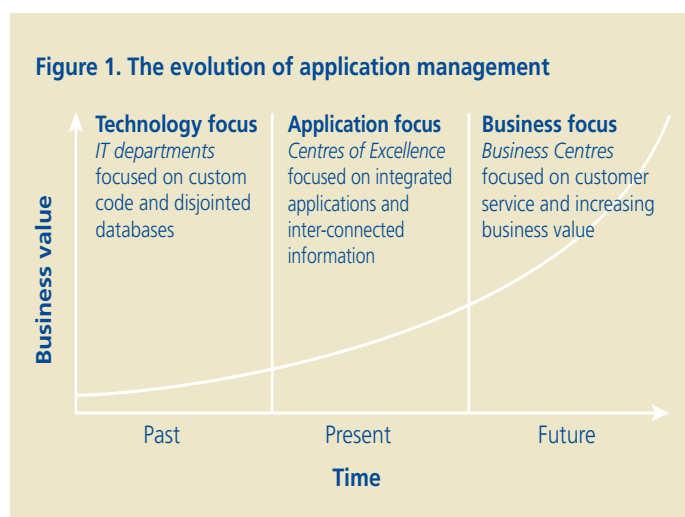 Figure 1. The evolution of application management
Technology focus
IT departments
focused on custom
code and disjointed
databases
Application focus
Centres of Excellence
focused on integrated
applications and
inter-connected
information
Business focus
Business Centres
focused on customer
service and increasing
business value
Business value
Past
Present
Future
Time